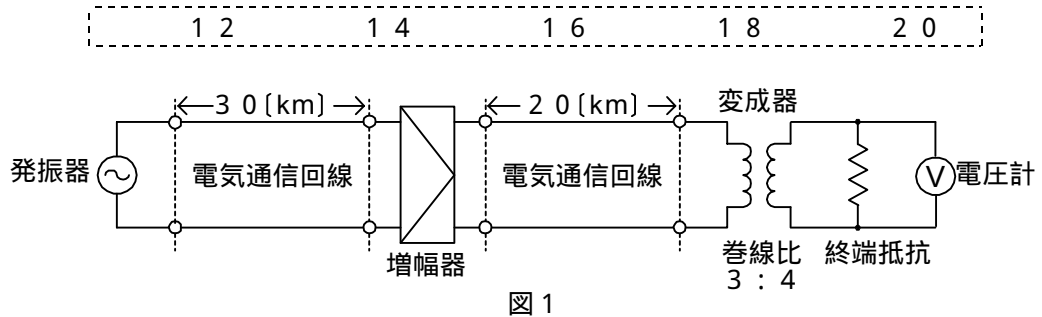 １２ １４ １６ １８ ２０
３０〔km〕 ２０〔km〕 変成器
発振器 電気通信回線 電気通信回線 V 電圧計
増幅器 巻線比 終端抵抗
３：４
図1